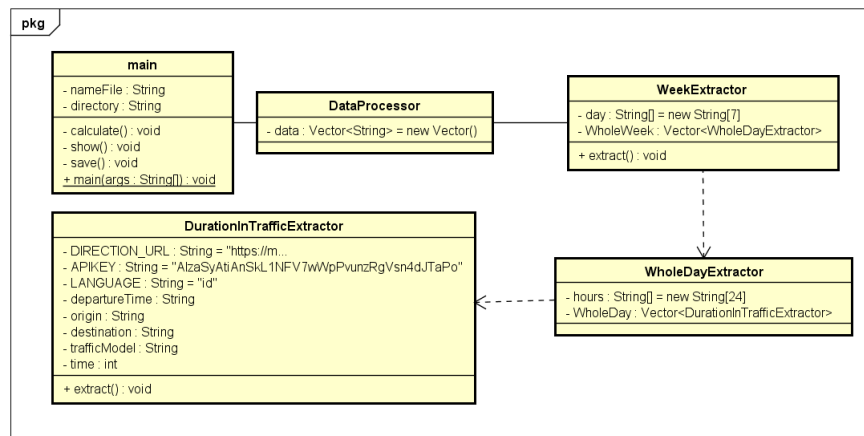 pkg
main
- nameFile : String
- directory : String
- calculate() : void
- show() : void
- save() : void
+ main(args : String[]) : void
DataProcessor
- data : Vector<String> = new Vector()
WeekExtractor
- day : String[] = new String[7]
- WholeWeek : Vector<WholeDayExtractor>
+ extract() : void
DurationInTrafficExtractor
- DIRECTION_URL : String = "https://m...
- APIKEY : String = "AIzaSyAtiAnSkL1NFV7wWpPvunzRgVsn4dJTaPo"
- LANGUAGE : String = "id"
- departureTime : String
- origin : String
- destination : String
- trafficModel : String
- time : int
+ extract() : void
WholeDayExtractor
- hours : String[] = new String[24]
- WholeDay : Vector<DurationInTrafficExtractor>